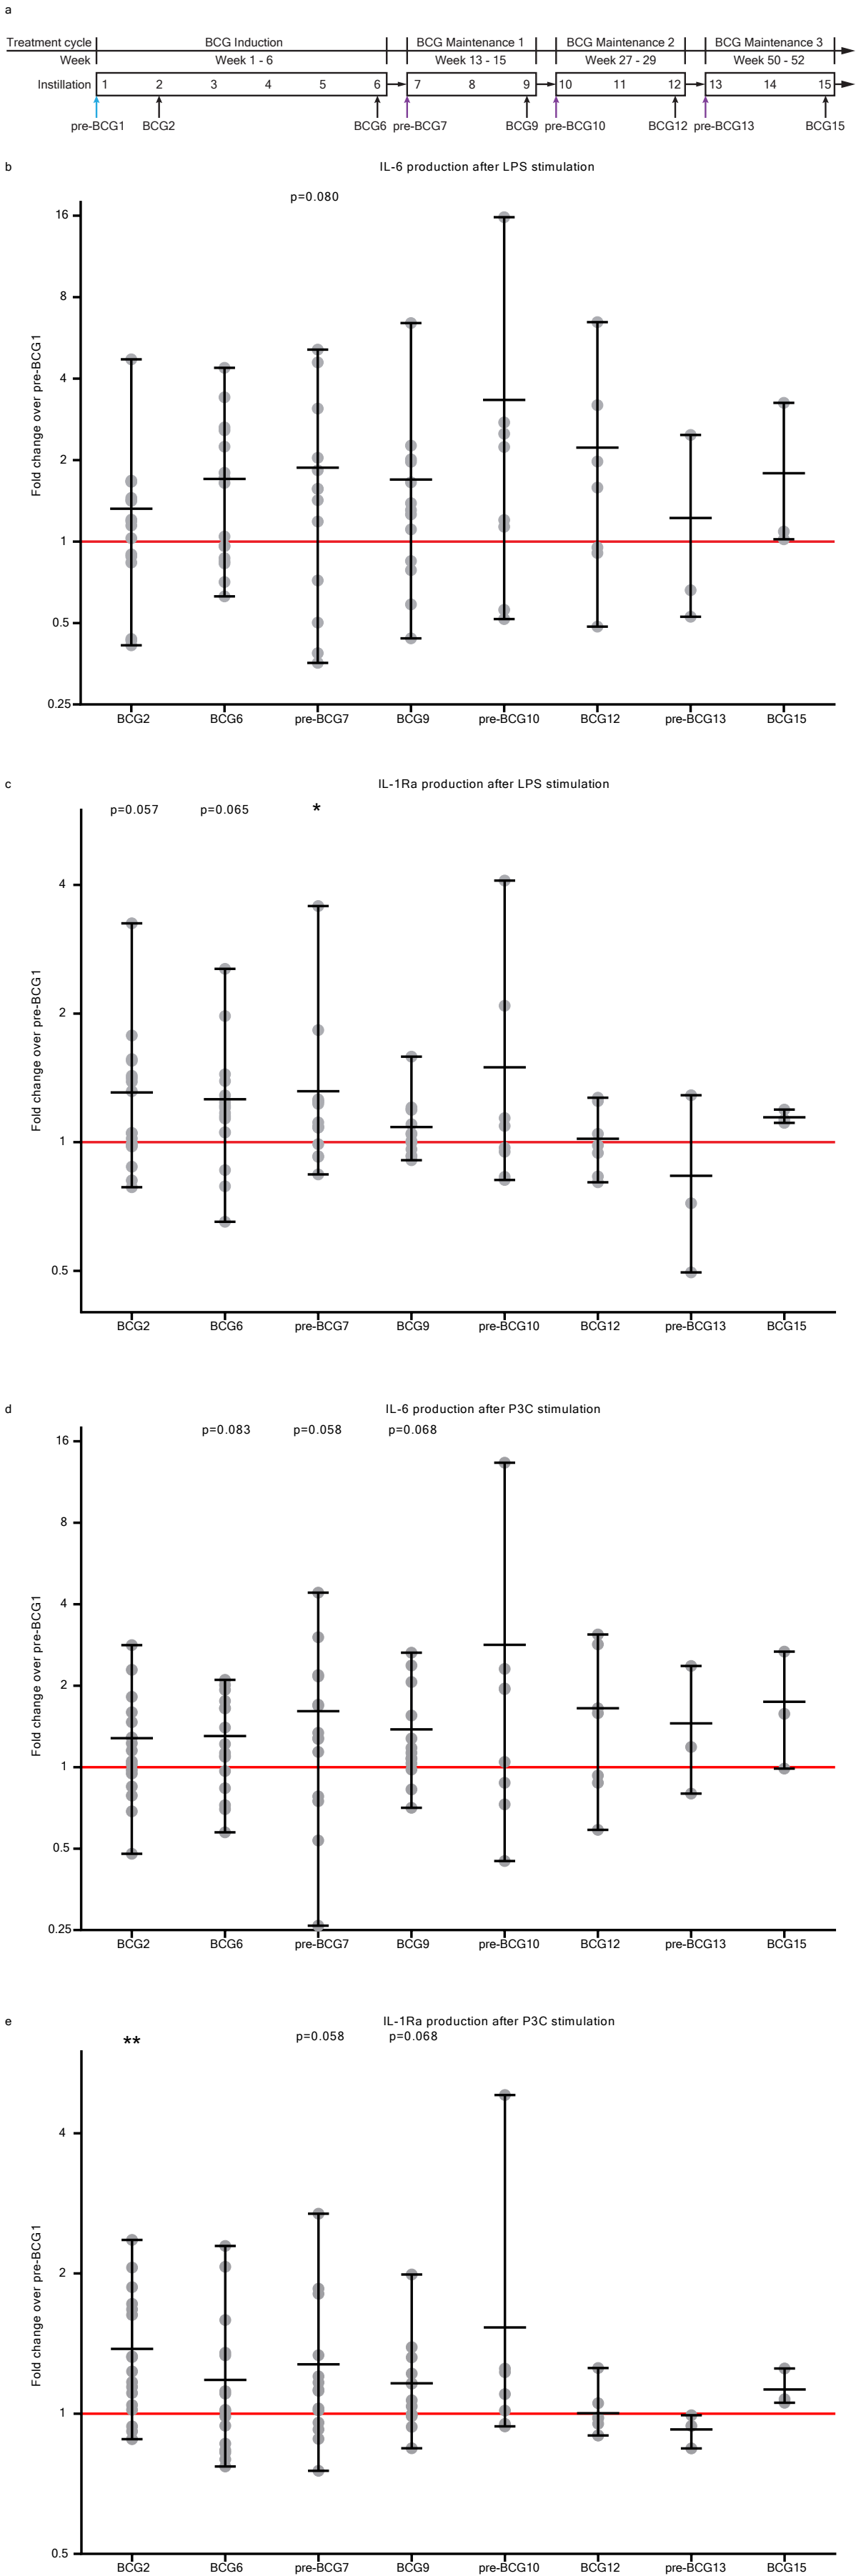 a
Treatment cycle BCG Induction BCG Maintenance 1 BCG Maintenance 2 BCG Maintenance 3
Week Week 1 - 6 Week 13 - 15 Week 27 - 29 Week 50 - 52
Instillation 1 2 3 4 5 6 7 8 9 10 11 12 13 14 15
pre-BCG1 BCG2 BCG6 pre-BCG7 BCG9 pre-BCG10 BCG12 pre-BCG13 BCG15
b
IL-6 production after LPS stimulation
p=0.080
Fold change over pre-BCG1
16
8
4
2
1
0.5
0.25
BCG2 BCG6 pre-BCG7 BCG9 pre-BCG10 BCG12 pre-BCG13 BCG15
c
IL-1Ra production after LPS stimulation
p=0.057 p=0.065 *
Fold change over pre-BCG1
4
2
1
0.5
BCG2 BCG6 pre-BCG7 BCG9 pre-BCG10 BCG12 pre-BCG13 BCG15
d
IL-6 production after P3C stimulation
p=0.083 p=0.058 p=0.068
Fold change over pre-BCG1
16
8
4
2
1
0.5
0.25
BCG2 BCG6 pre-BCG7 BCG9 pre-BCG10 BCG12 pre-BCG13 BCG15
e
IL-1Ra production after P3C stimulation
** p=0.058 p=0.068
Fold change over pre-BCG1
4
2
1
0.5
BCG2 BCG6 pre-BCG7 BCG9 pre-BCG10 BCG12 pre-BCG13 BCG15